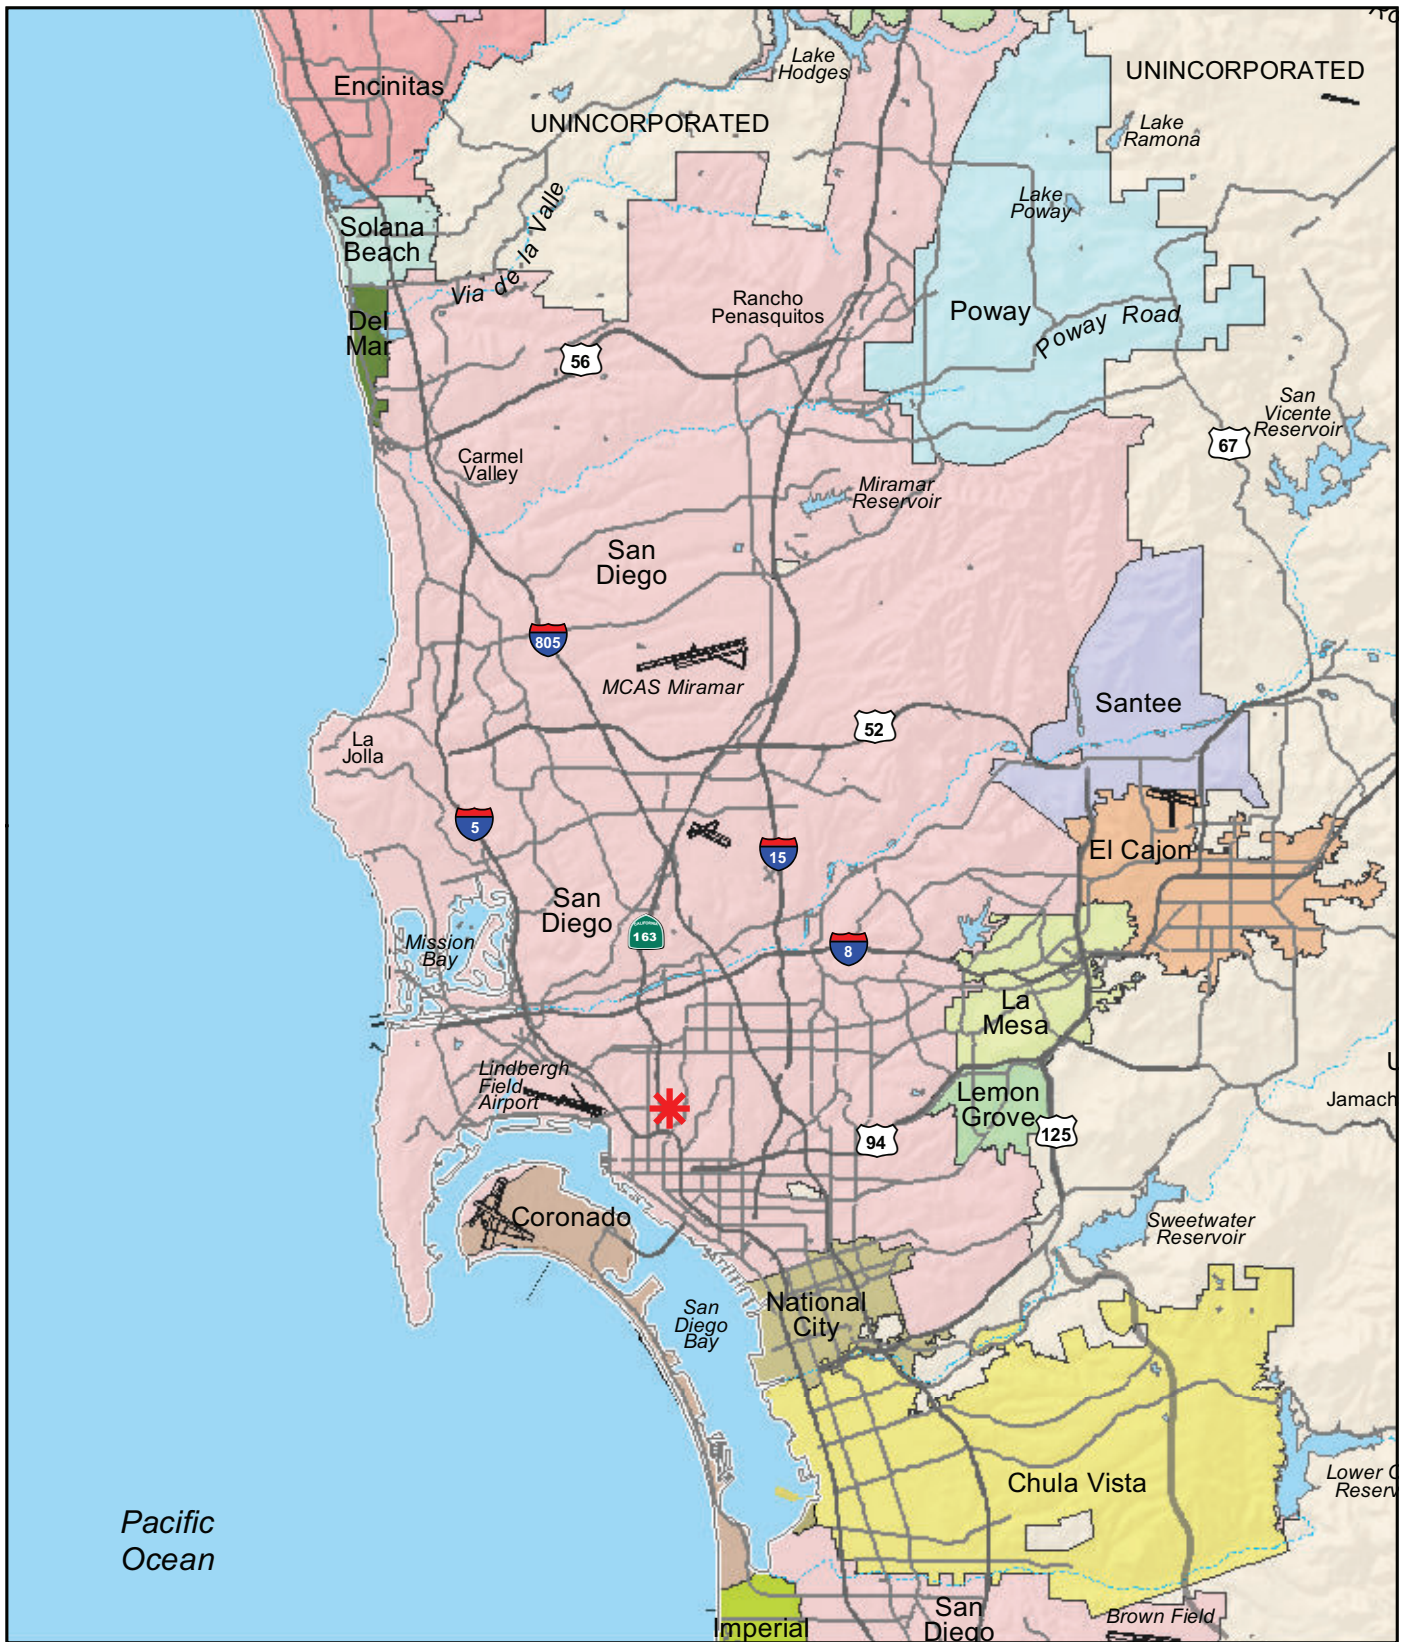 Lake
Hodges
UNINCORPORATED
Encinitas
UNINCORPORATED
Lake
Ramona
Lake
Poway
Solana
Beach
Via de la Valle
Rancho
Penasquitos
Poway
Poway Road
Del
Mar
56
San
Vicente
Reservoir
67
Carmel
Valley
Miramar
Reservoir
San
Diego
805
MCAS Miramar
Santee
52
La
Jolla
5
15
El Cajon
San
Diego
CALIFORNIA
163
Mission
Bay
8
La
Mesa
Lindbergh
Field
Airport
Lemon
Grove
U
Jamach
94
125
Coronado
Sweetwater
Reservoir
San
Diego
Bay
National
City
Chula Vista
Lower O
Reserv
Pacific
Ocean
San
Diego
Brown Field
Imperial